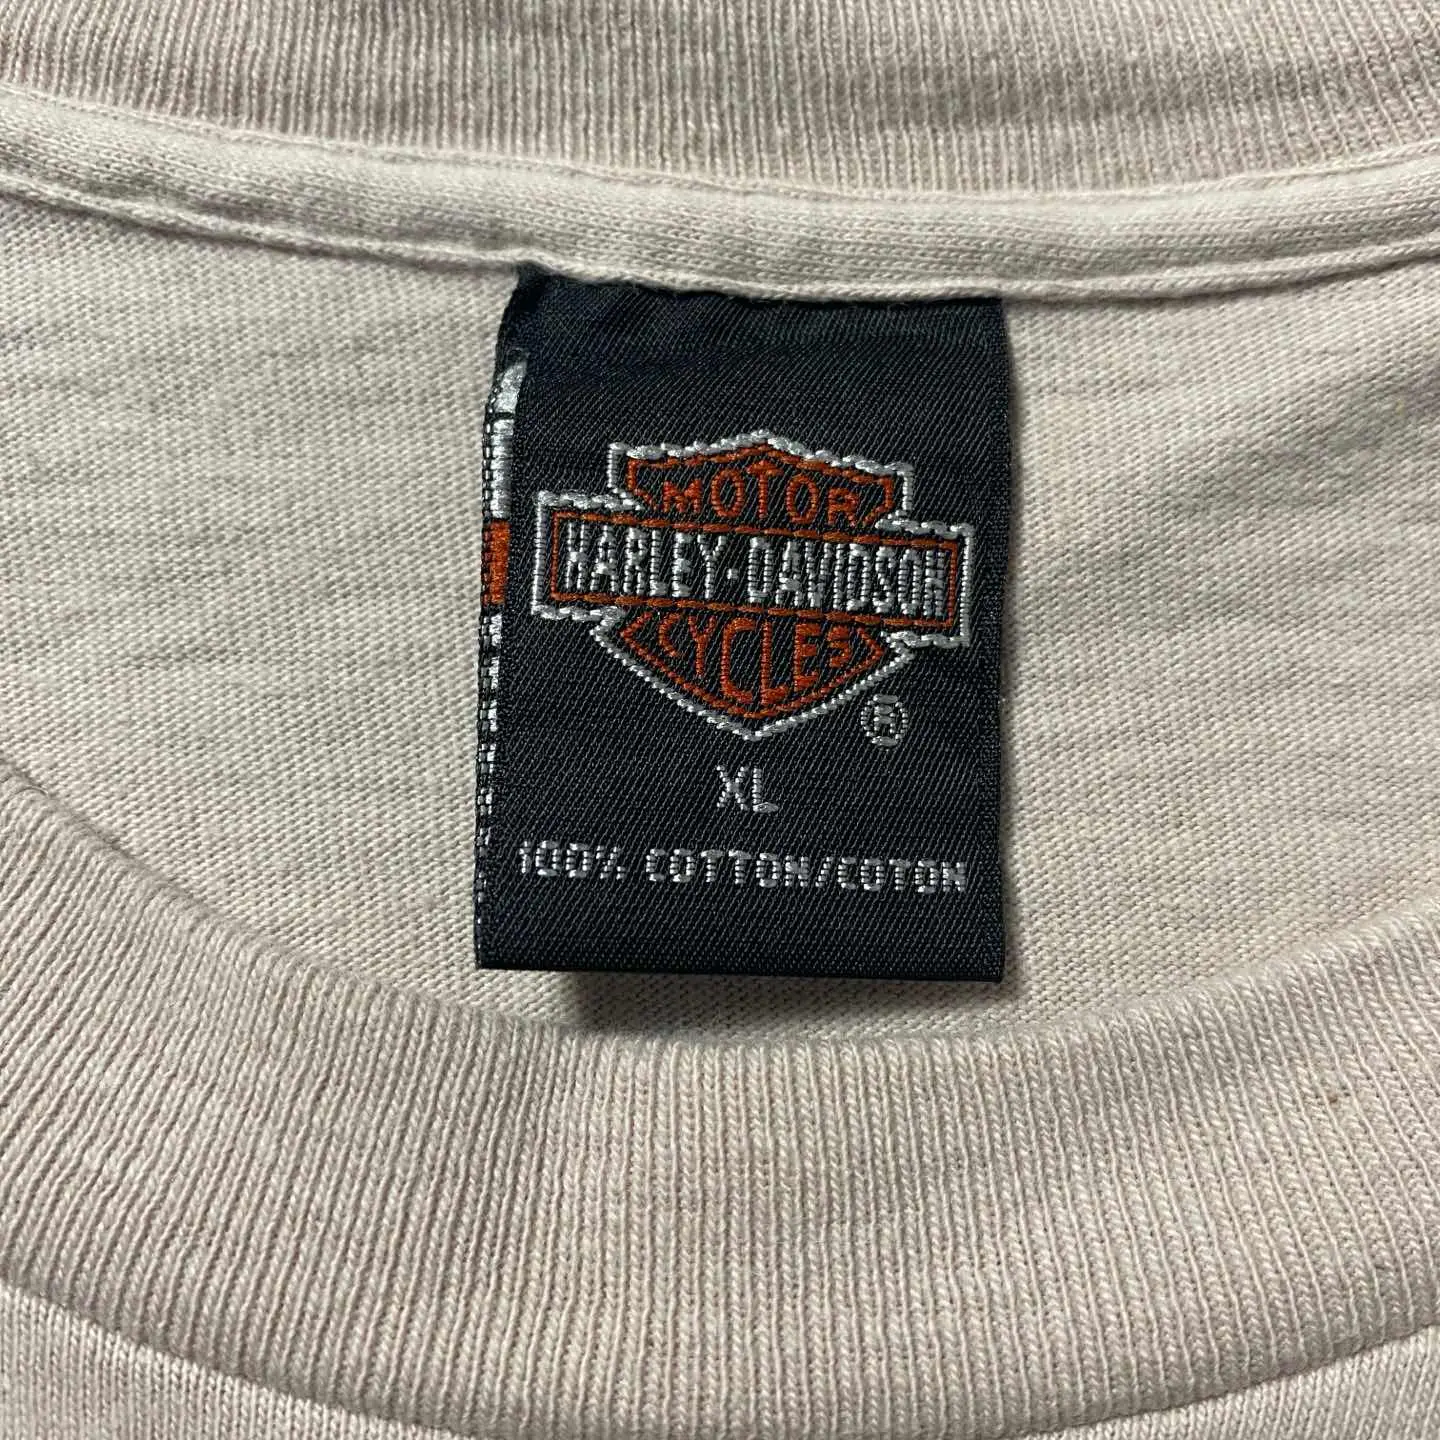 MOTOR
HARLEY-DAVIDSON
CYCLES
®
XL
100% COTTON/COTON